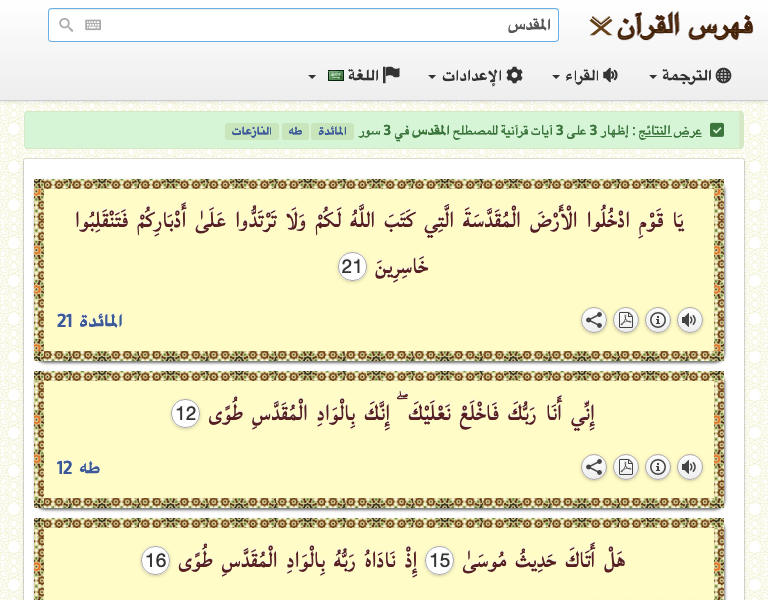 فهرس القرآن
المقدس
الترجمة القراء الإعدادات اللغة
عرض النتائج : إظهار 3 على 3 آيات قرآنية للمصطلح المقدس في 3 سور المائدة طه النازعات
يَا قَوْمِ ادْخُلُوا الْأَرْضَ الْمُقَدَّسَةَ الَّتِي كَتَبَ اللَّهُ لَكُمْ وَلَا تَرْتَدُّوا عَلَىٰ أَدْبَارِكُمْ فَتَنْقَلِبُوا
خَاسِرِينَ 21
المائدة 21
إِنِّي أَنَا رَبُّكَ فَاخْلَعْ نَعْلَيْكَ ۖ إِنَّكَ بِالْوَادِ الْمُقَدَّسِ طُوًى 12
طه 12
هَلْ أَتَاكَ حَدِيثُ مُوسَىٰ 15 إِذْ نَادَاهُ رَبُّهُ بِالْوَادِ الْمُقَدَّسِ طُوًى 16